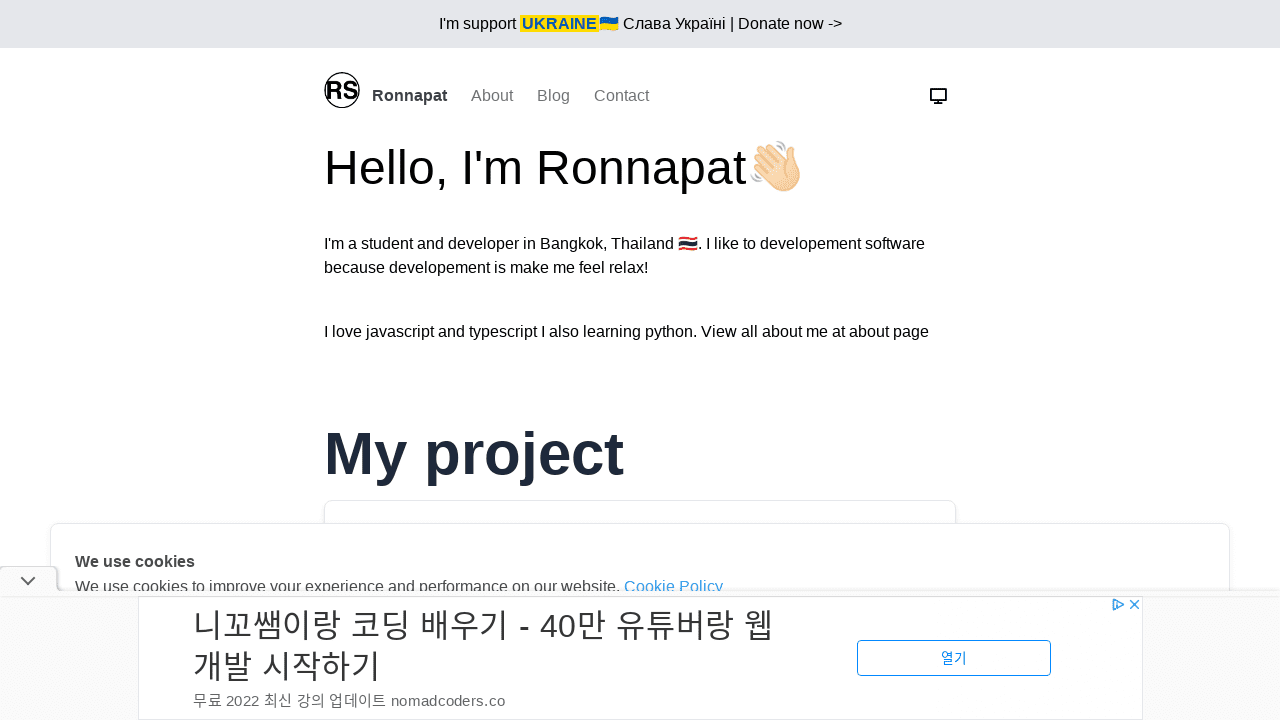 I'm support UKRAINE🇺🇦 Слава Україні | Donate now ->
RS Ronnapat About Blog Contact
Hello, I'm Ronnapat👋🏻
I'm a student and developer in Bangkok, Thailand 🇹🇭. I like to developement software
because developement is make me feel relax!
I love javascript and typescript I also learning python. View all about me at about page
My project
We use cookies
We use cookies to improve your experience and performance on our website. Cookie Policy
니꼬쌤이랑 코딩 배우기 - 40만 유튜버랑 웹
개발 시작하기
무료 2022 최신 강의 업데이트 nomadcoders.co
열기